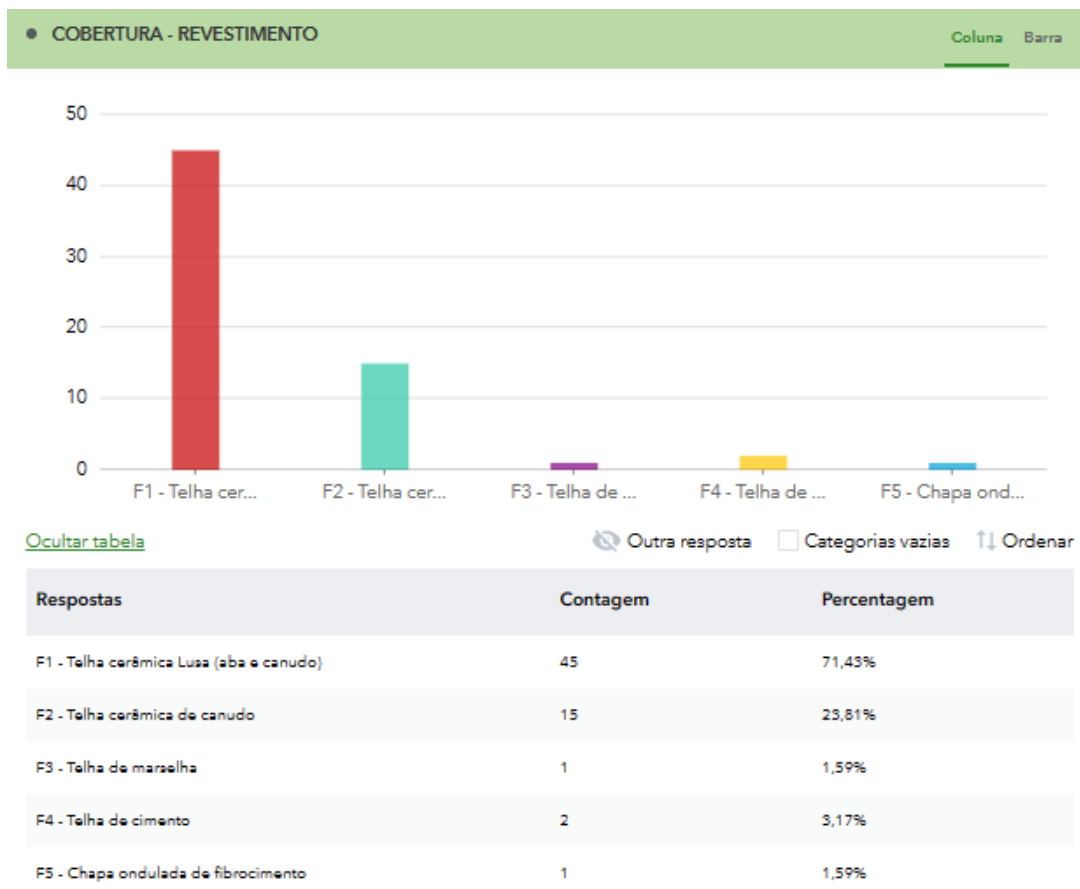 COBERTURA - REVESTIMENTO
Coluna Barra
50
40
30
20
10
0
F1 - Telha cer... F2 - Telha cer... F3 - Telha de ... F4 - Telha de ... F5 - Chapa ond...
Ocultar tabela Outra resposta Categorias vazias Ordenar
Respostas Contagem Percentagem
F1 - Telha cerâmica Lusa (aba e canudo) 45 71,43%
F2 - Telha cerâmica de canudo 15 23,81%
F3 - Telha de marselha 1 1,59%
F4 - Telha de cimento 2 3,17%
F5 - Chapa ondulada de fibrocimento 1 1,59%